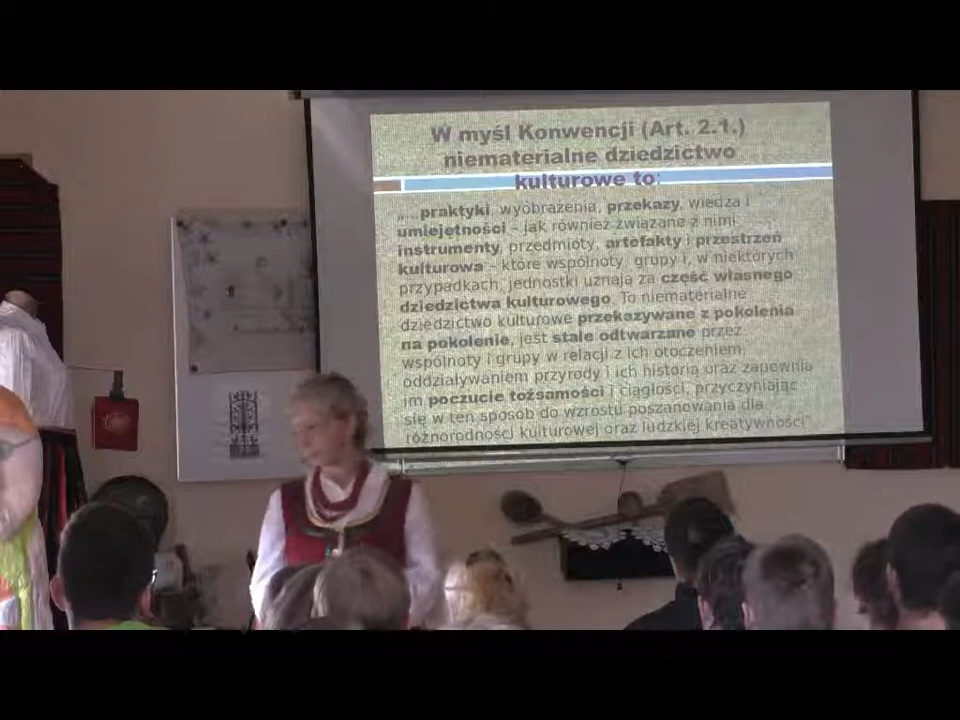 W myśl Konwencji (Art. 2.1.)
niematerialne dziedzictwo
kulturowe to:
„...praktyki, wyobrażenia, przekazy, wiedza i
umiejętności – jak również związane z nimi
instrumenty, przedmioty, artefakty i przestrzeń
kulturowa – które wspólnoty, grupy i, w niektórych
przypadkach, jednostki uznają za część własnego
dziedzictwa kulturowego. To niematerialne
dziedzictwo kulturowe przekazywane z pokolenia
na pokolenie, jest stale odtwarzane przez
wspólnoty i grupy w relacji z ich otoczeniem,
oddziaływaniem przyrody i ich historią oraz zapewnia
im poczucie tożsamości i ciągłości, przyczyniając
się w ten sposób do wzrostu poszanowania dla
różnorodności kulturowej oraz ludzkiej kreatywności”